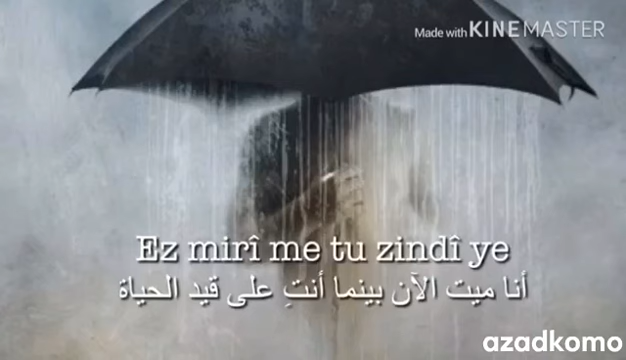 Made with KINEMASTER
Ez mirî me tu zindî ye
أنا ميت الآن بينما أنتِ على قيد الحياة
azadkomo